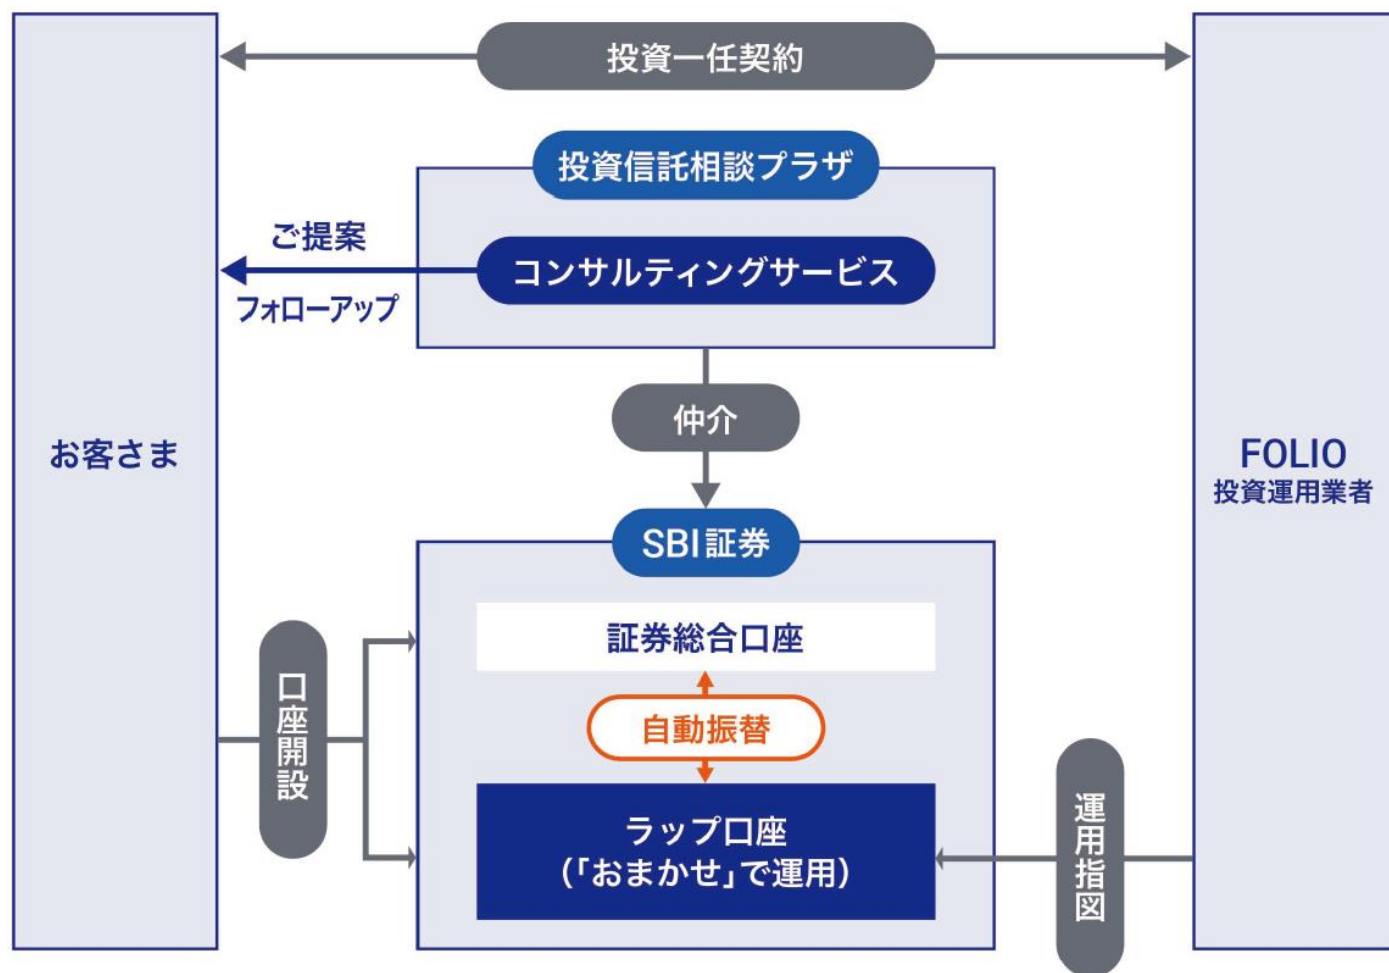 投資一任契約
投資信託相談プラザ
ご提案
コンサルティングサービス
フォローアップ
仲介
お客さま
FOLIO
投資運用業者
SBI証券
証券総合口座
口座開設
自動振替
ラップ口座
(「おまかせ」で運用)
運用指図